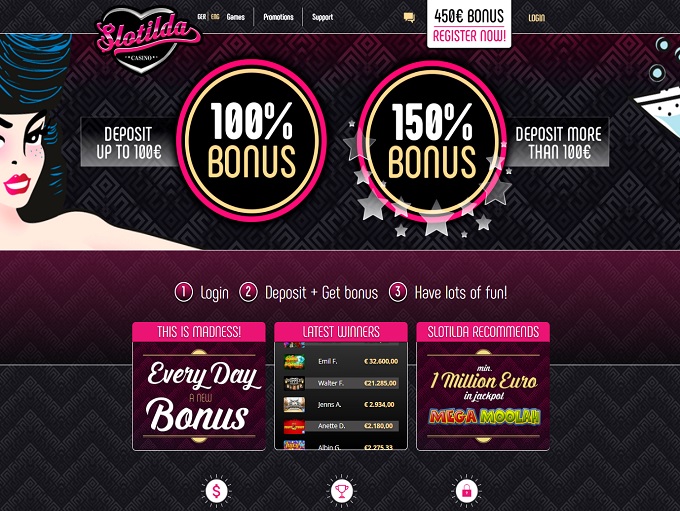 Slotilda
CASINO
GER | ENG
Games
Promotions
Support
450€ BONUS
REGISTER NOW!
LOGIN
DEPOSIT
UP TO 100€
100%
BONUS
150%
BONUS
DEPOSIT MORE
THAN 100€
1 Login 2 Deposit + Get bonus 3 Have lots of fun!
THIS IS MADNESS!
Every Day
A NEW
Bonus
LATEST WINNERS
Emil F. € 32.600,00
Walter F. €21.285,00
Jenns A. € 2.934,00
Anette D. €2.180,00
Albin G. €2.275,33
SLOTILDA RECOMMENDS
min.
1 Million Euro
in jackpot
MEGA MOOLAH
$